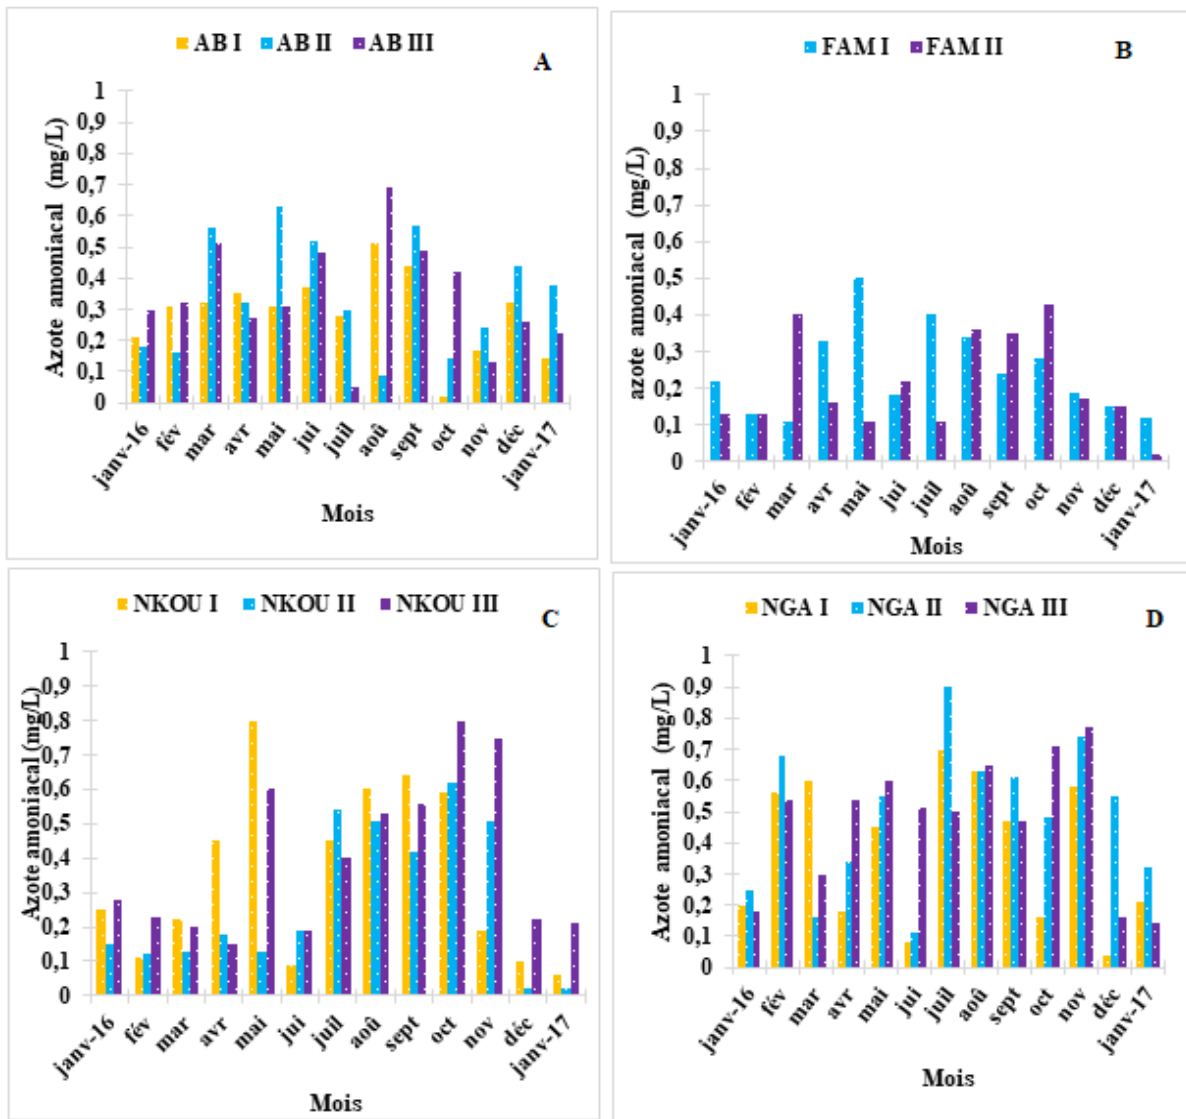 AB I AB II AB III
A
Azote amoniacal (mg/L)
1
0,9
0,8
0,7
0,6
0,5
0,4
0,3
0,2
0,1
0
janv-16 fév mar avr mai jui juil aoû sept oct nov déc janv-17
Mois
FAM I FAM II
B
azote amoniacal (mg/L)
1
0,9
0,8
0,7
0,6
0,5
0,4
0,3
0,2
0,1
0
janv-16 fév mar avr mai jui juil aoû sept oct nov déc janv-17
Mois
NKOU I NKOU II NKOU III
C
Azote amoniacal (mg/L)
1
0,9
0,8
0,7
0,6
0,5
0,4
0,3
0,2
0,1
0
janv-16 fév mar avr mai jui juil aoû sept oct nov déc janv-17
Mois
NGA I NGA II NGA III
D
Azote amoniacal (mg/L)
1
0,9
0,8
0,7
0,6
0,5
0,4
0,3
0,2
0,1
0
janv-16 fév mar avr mai jui juil aoû sept oct nov déc janv-17
Mois